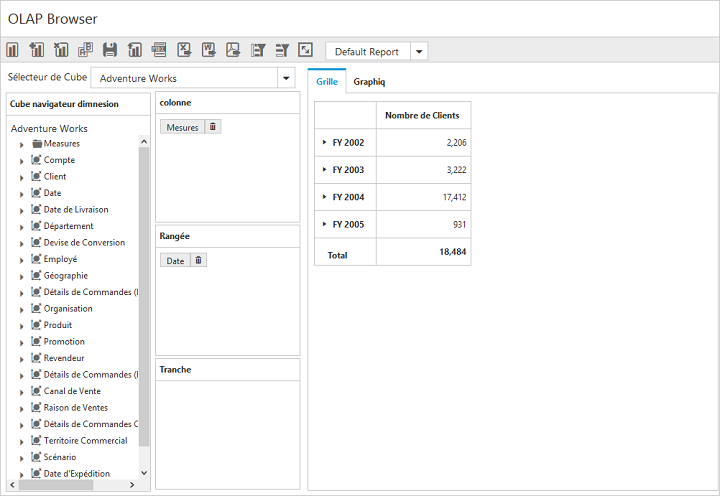 OLAP Browser
Default Report
Sélecteur de Cube
Adventure Works
Cube navigateur dimnesion
Adventure Works
Measures
Compte
Client
Date
Date de Livraison
Département
Devise de Conversion
Employé
Géographie
Détails de Commandes (
Organisation
Produit
Promotion
Revendeur
Détails de Commandes (
Canal de Vente
Raison de Ventes
Détails de Commandes C
Territoire Commercial
Scénario
Date d'Expédition
colonne
Mesures
Rangée
Date
Tranche
Grille Graphiq
Nombre de Clients
FY 2002 2,206
FY 2003 3,222
FY 2004 17,412
FY 2005 931
Total 18,484